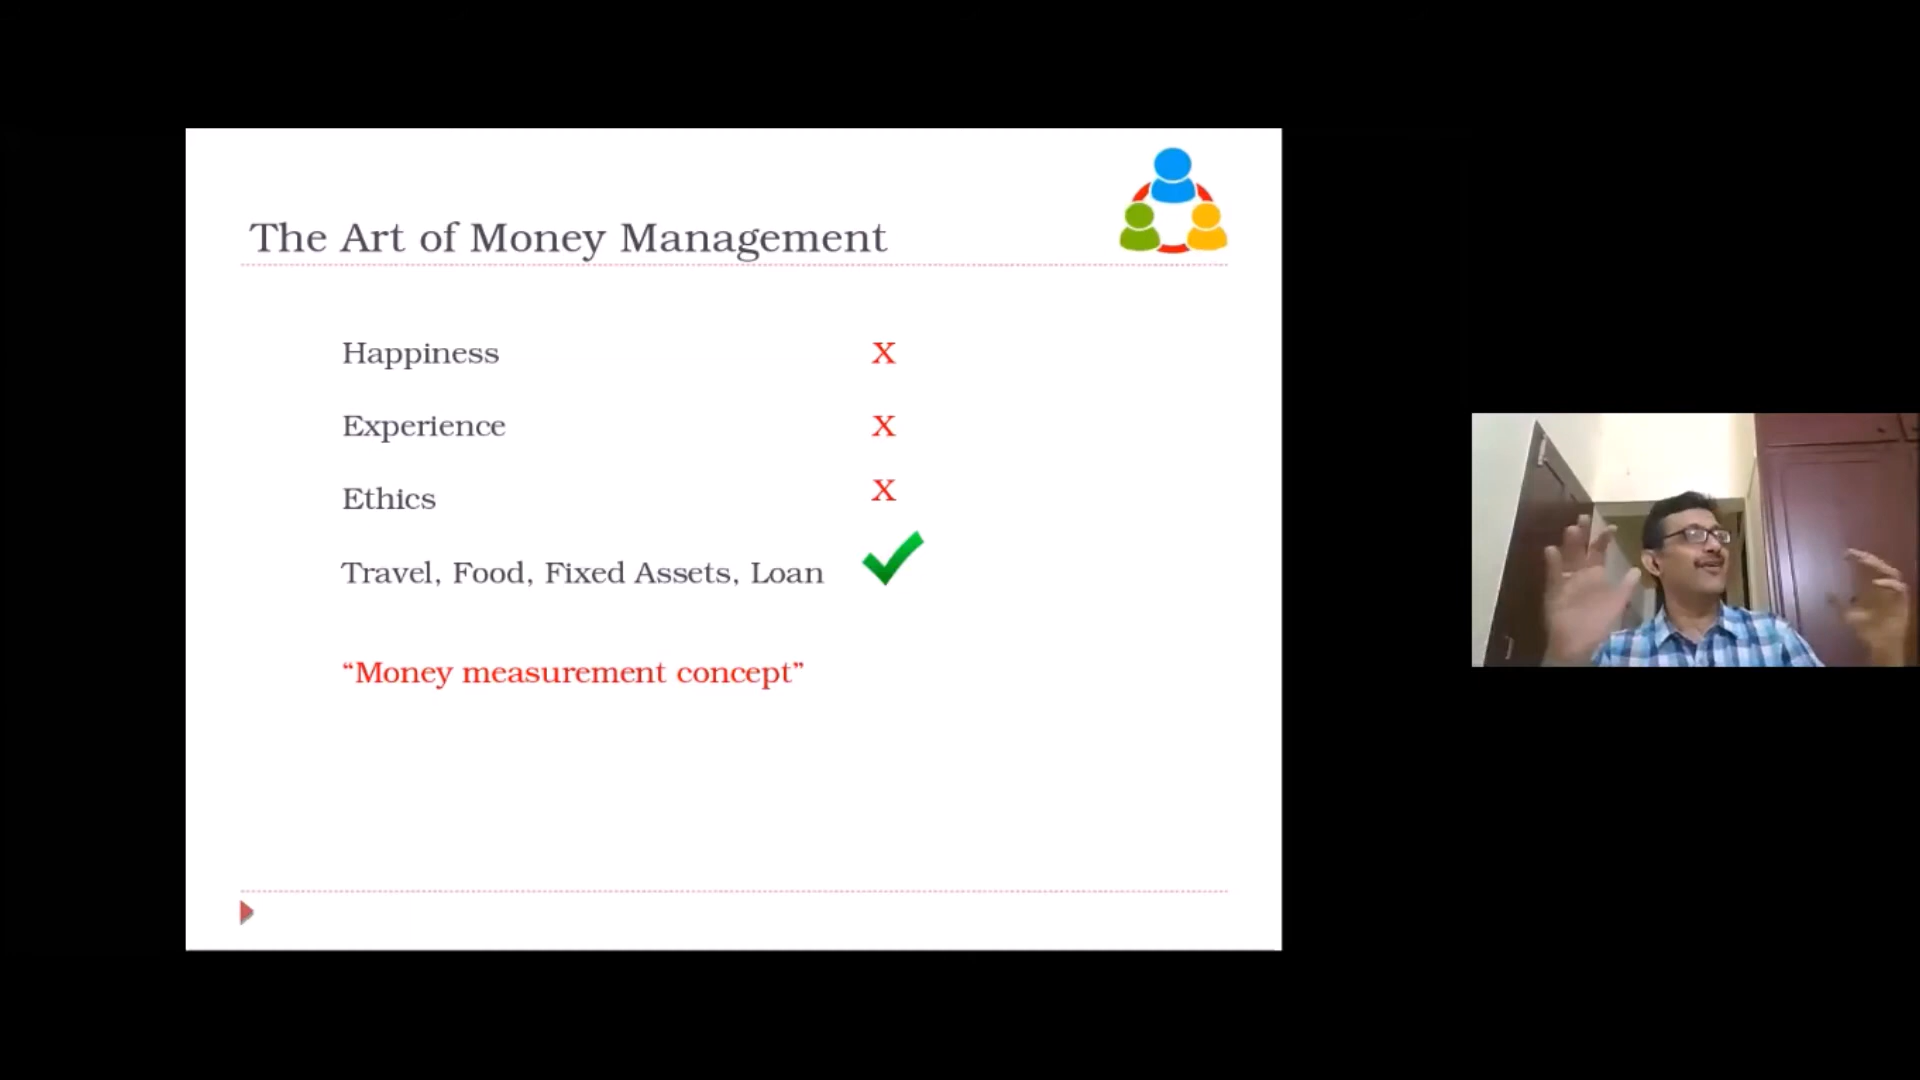 The Art of Money Management
Happiness X
Experience X
Ethics X
Travel, Food, Fixed Assets, Loan
“Money measurement concept”